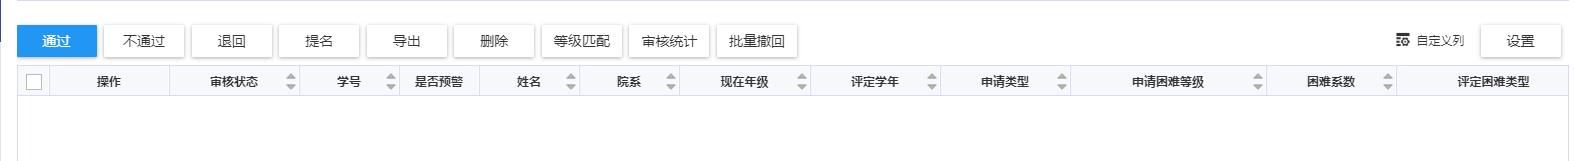 通过 不通过 退回 提名 导出 删除 等级匹配 审核统计 批量撤回 自定义列 设置
操作 审核状态 学号 是否预警 姓名 院系 现在年级 评定学年 申请类型 申请困难等级 困难系数 评定困难类型